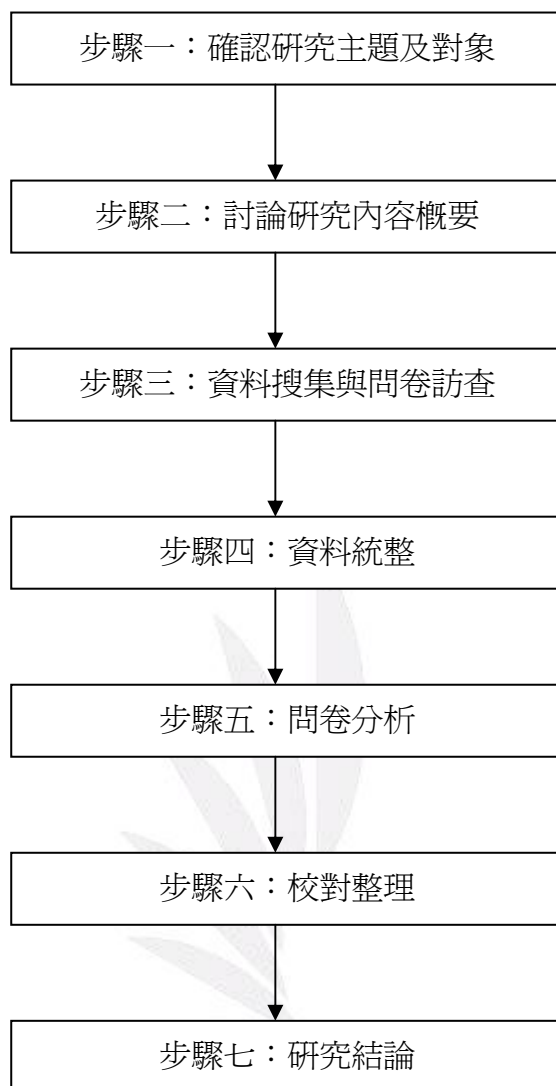 步驟一：確認研究主題及對象
步驟二：討論研究內容概要
步驟三：資料搜集與問卷訪查
步驟四：資料統整
步驟五：問卷分析
步驟六：校對整理
步驟七：研究結論